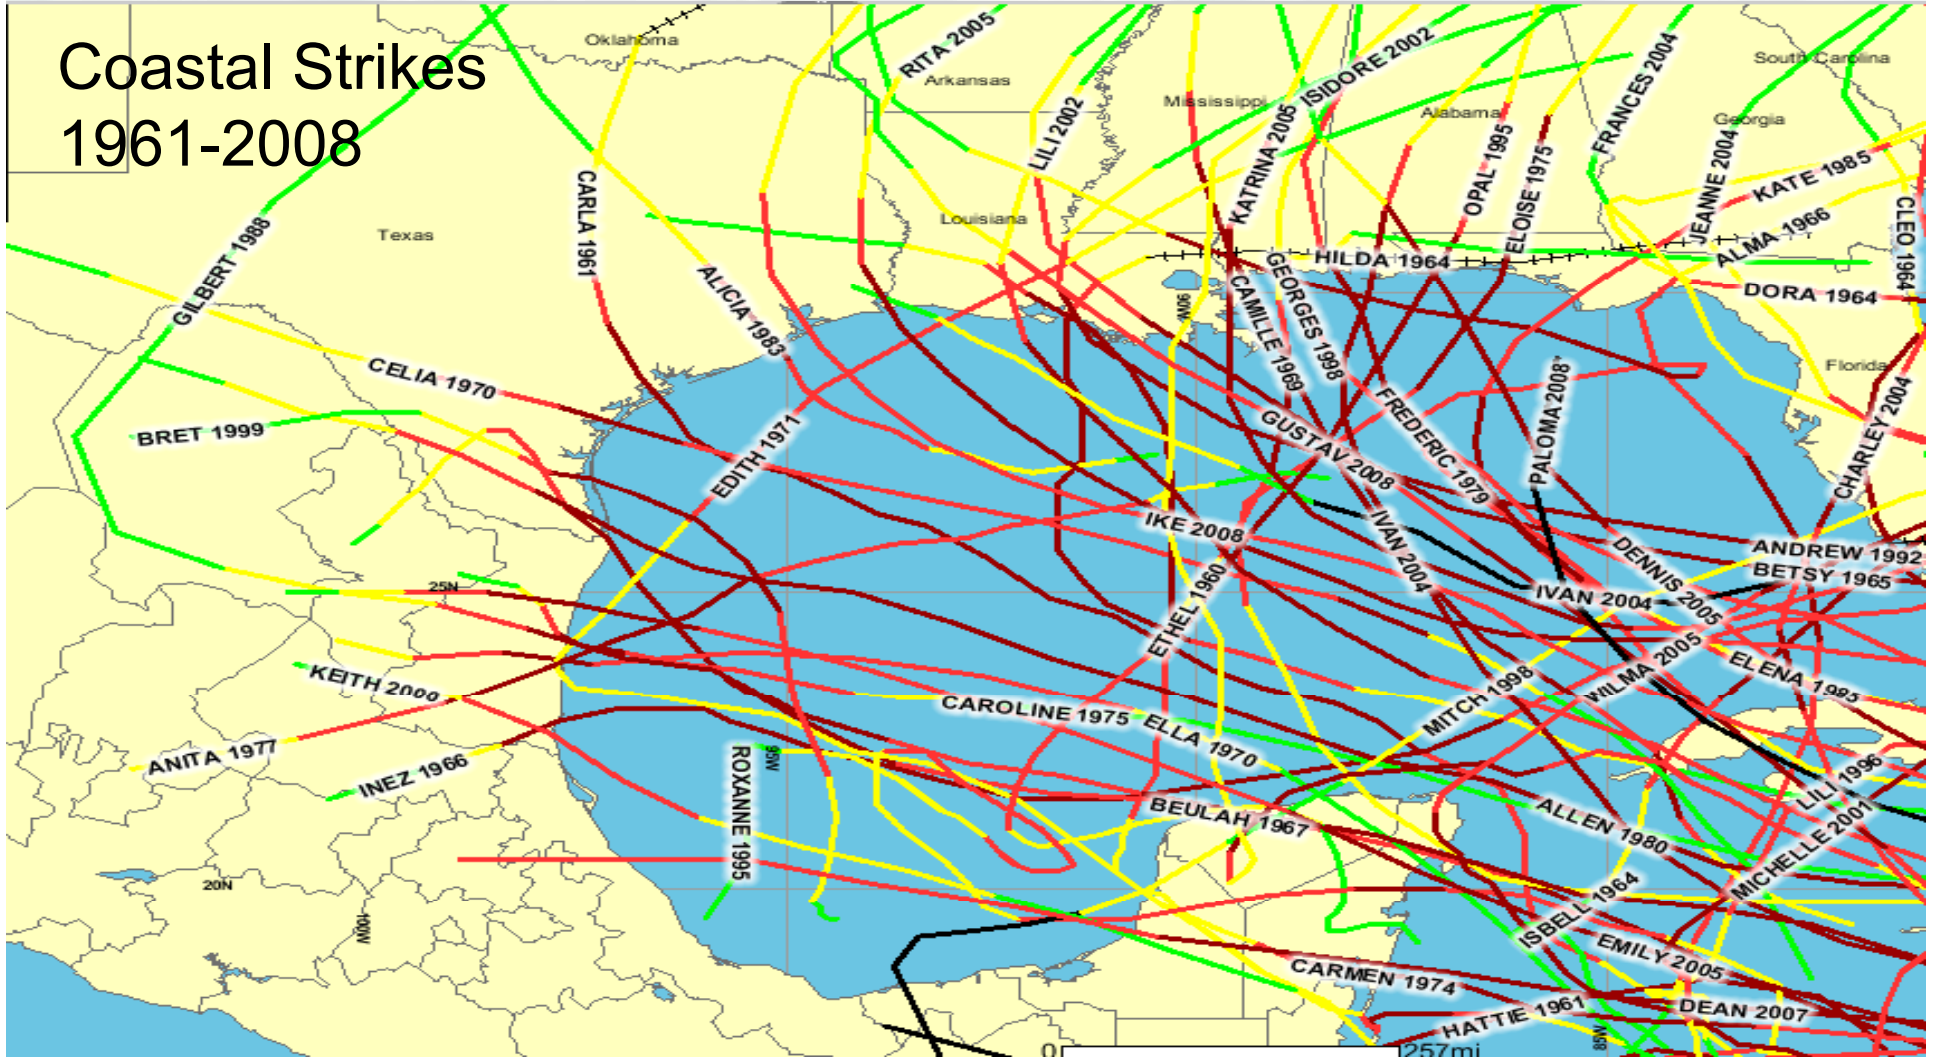 Coastal Strikes
1961-2008
Oklahoma
RITA 2005
Arkansas
LILI 2002
Mississippi
ISIDORE 2002
KATRINA 2005
Alabama
OPAL 1995
ELOISE 1975
FRANCES 2004
South Carolina
Georgia
JEANNE 2004
KATE 1985
ALMA 1966
CLEO 1964
DORA 1964
Florida
Texas
GILBERT 1988
CARLA 1961
ALICIA 1983
Louisiana
HILDA 1964
90W
CAMILLE 1969
GEORGES 1998
CELIA 1970
BRET 1999
EDITH 1971
GUSTAV 2008
FREDERIC 1979
PALOMA 2008*
CHARLEY 2004
IKE 2008
IVAN 2004
DENNIS 2005
ANDREW 1992
BETSY 1965
IVAN 2004
25N
ETHEL 1960
WILMA 2005
ELENA 1985
MITCH 1998
KEITH 2000
CAROLINE 1975
ELLA 1970
ANITA 1977
INEZ 1966
ROXANNE 1995
95W
BEULAH 1967
ALLEN 1980
LILI 1996
MICHELLE 2001
20N
100W
ISBELL 1964
EMILY 2005
CARMEN 1974
HATTIE 1961
DEAN 2007
85W
0
257mi